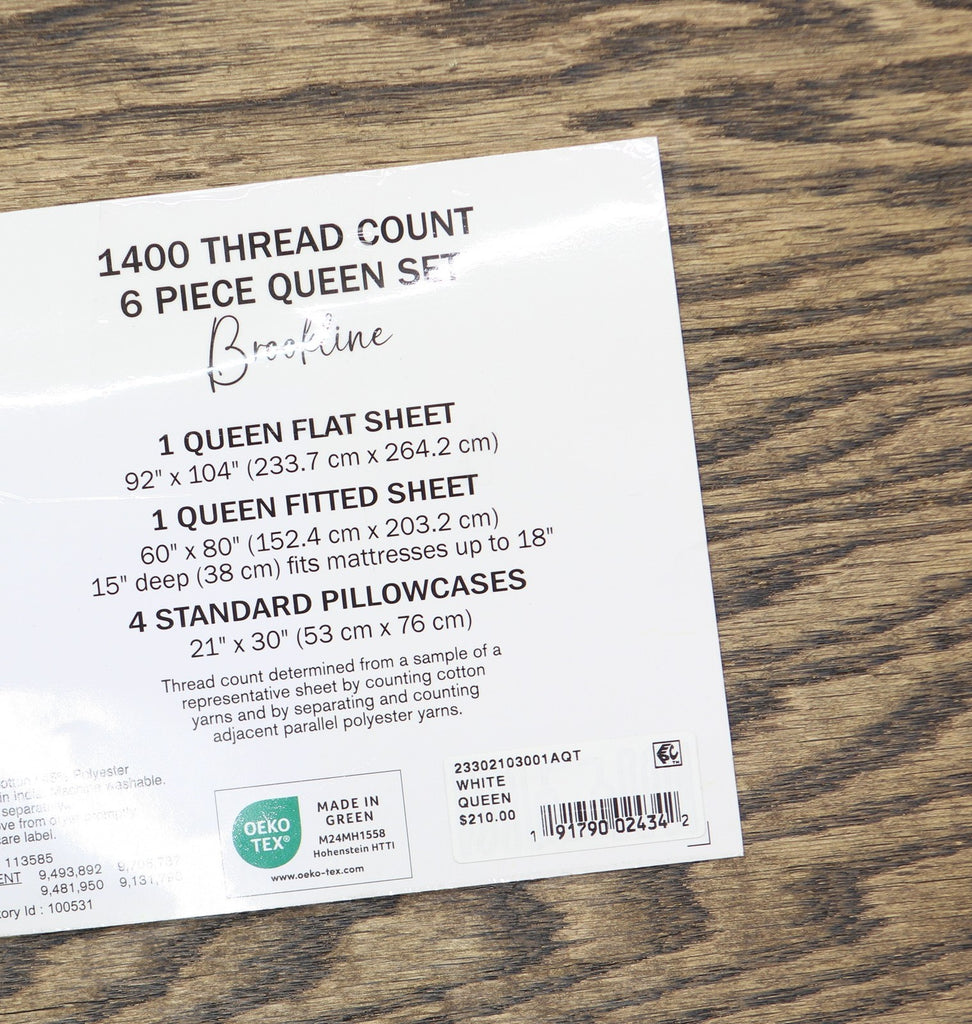 1400 THREAD COUNT
6 PIECE QUEEN SET
Brookline
1 QUEEN FLAT SHEET
92" x 104" (233.7 cm x 264.2 cm)
1 QUEEN FITTED SHEET
60" x 80" (152.4 cm x 203.2 cm)
15" deep (38 cm) fits mattresses up to 18"
4 STANDARD PILLOWCASES
21" x 30" (53 cm x 76 cm)
Thread count determined from a sample of a
representative sheet by counting cotton
yarns and by separating and counting
adjacent parallel polyester yarns.
Polyester
washable.
care label.
113585
9,493,892
9,481,950
Id : 100531
OEKO
TEX®
MADE IN
GREEN
M24MH1558
Hohenstein HTTI
www.oeko-tex.com
23302103001AQT
WHITE
QUEEN
$210.00
1 91790 02434 2